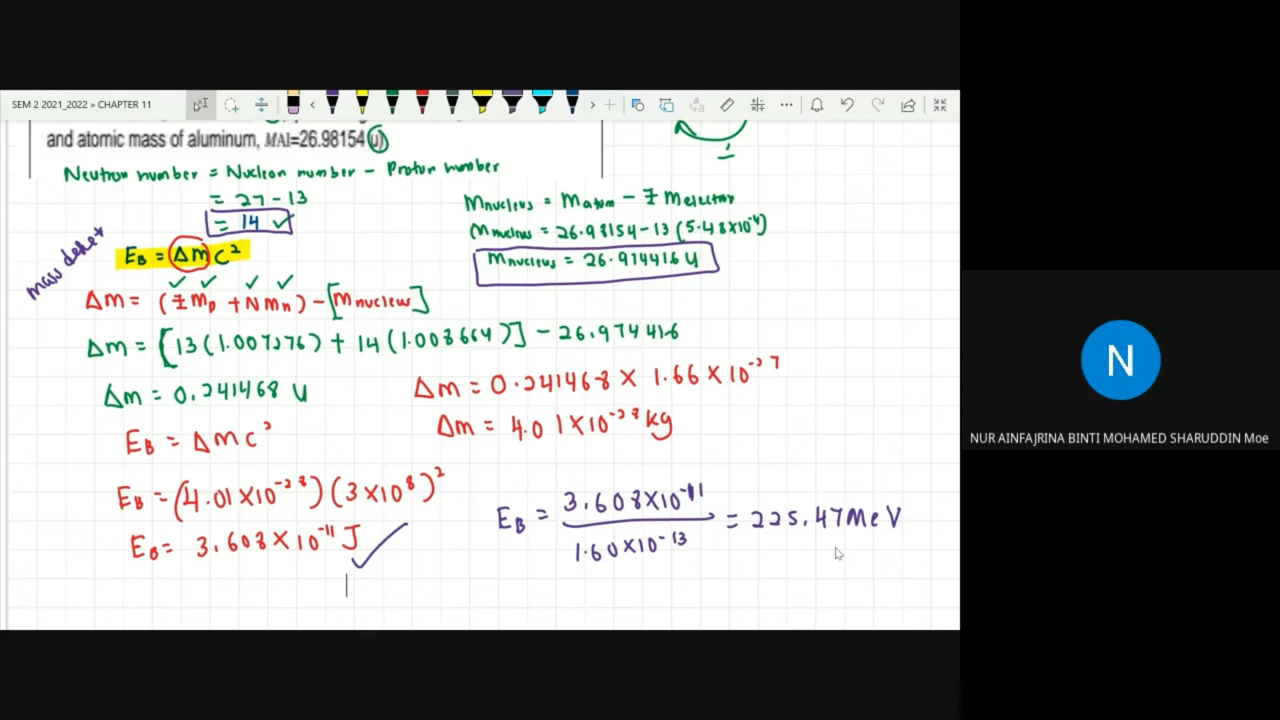 SEM 2 2021_2022 » CHAPTER 11
and atomic mass of aluminum, MAl=26.98154 u)
Neutron number = Nucleon number - Proton number
= 27 - 13
= 14 ✓
Mnucleus = Matom - Z Melectron
Mnucleus = 26.98154 - 13 (5.48×10⁻⁴)
Mnucleus = 26.974416 u
EB = Δm c²
Δm = (Z Mp + N Mn) - [Mnucleus]
Δm = [13(1.007276) + 14(1.008664)] - 26.974416
Δm = 0.241468 u
Δm = 0.241468 × 1.66 × 10⁻²⁷
Δm = 4.01 × 10⁻²⁸ kg
EB = Δm c²
EB = (4.01×10⁻²⁸)(3×10⁸)²
EB = 3.608 × 10⁻¹¹ J
EB = 3.608×10⁻¹¹ / 1.60×10⁻¹³ = 225.47 MeV
N
NUR AINFAJRINA BINTI MOHAMED SHARUDDIN Moe